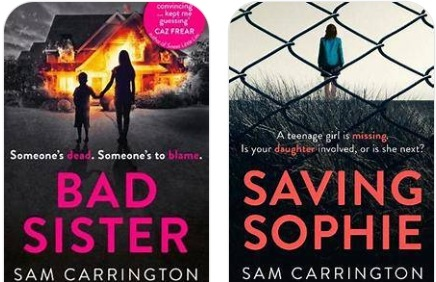 convincing
... kept me
guessing'
CAZ FREAR
Someone's dead. Someone's to blame.
BAD
SISTER
SAM CARRINGTON
A teenage girl is missing.
Is your daughter involved, or is she next?
SAVING
SOPHIE
SAM CARRINGTON